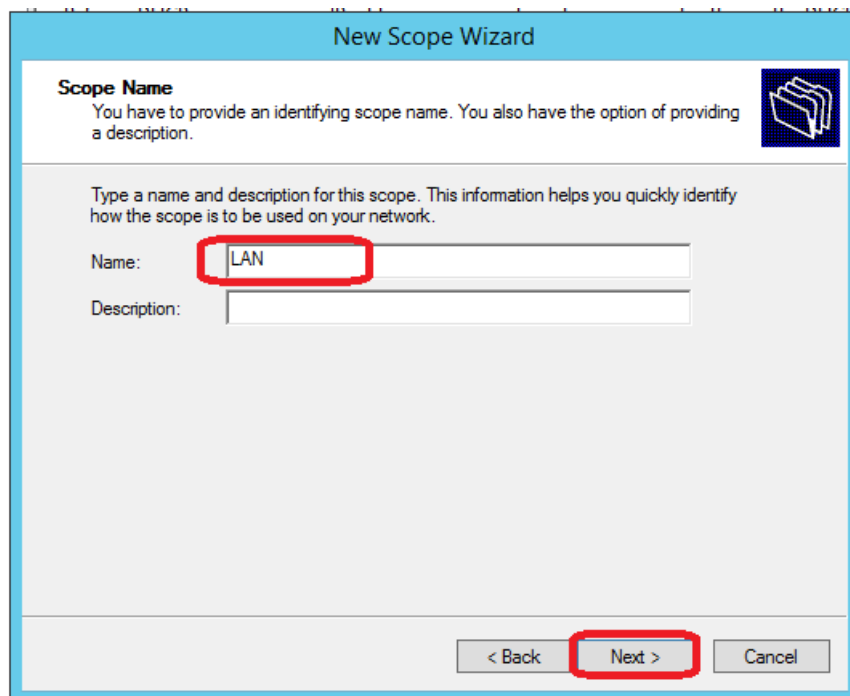 New Scope Wizard
Scope Name
You have to provide an identifying scope name. You also have the option of providing
a description.
Type a name and description for this scope. This information helps you quickly identify
how the scope is to be used on your network.
Name: LAN
Description:
< Back Next > Cancel